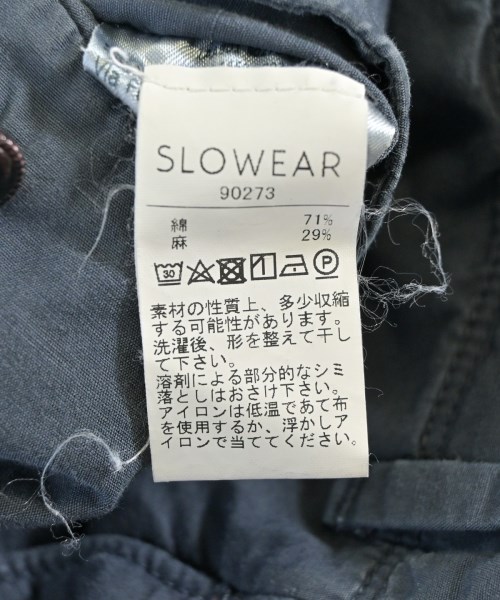 Via F
SLOWEAR
90273
綿 71%
麻 29%
30
素材の性質上、多少収縮
する可能性があります。
洗濯後、形を整えて干し
て下さい。
溶剤による部分的なシミ
落としはおさけ下さい。
アイロンは低温であて布
を使用するか、浮かしア
イロンで当ててください。